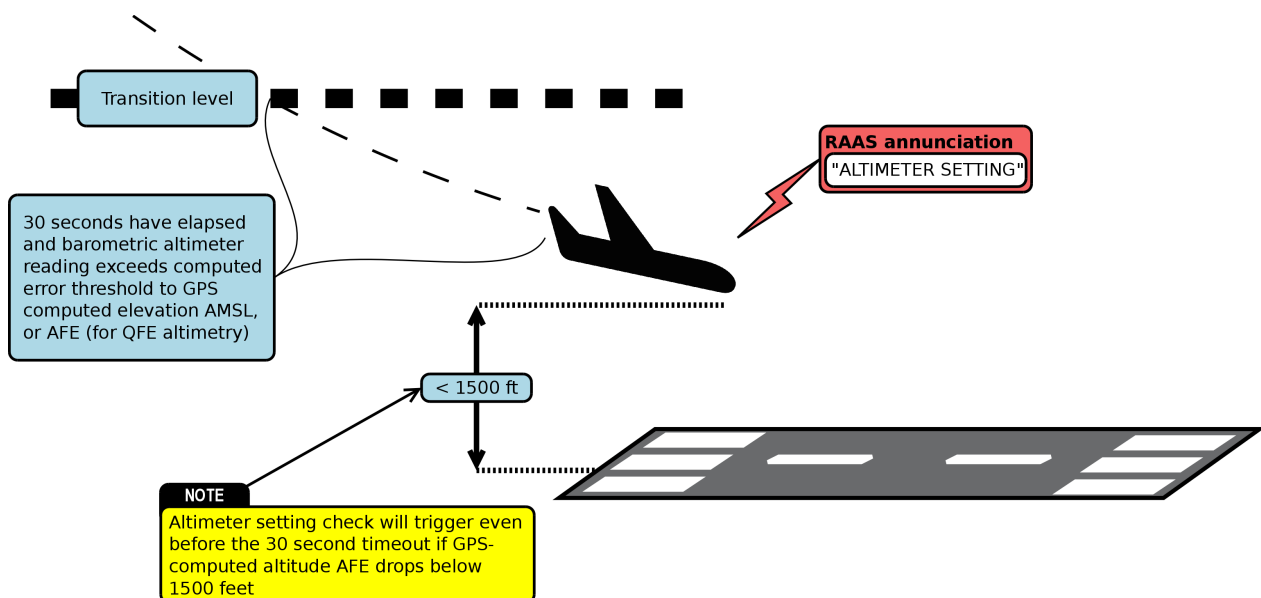 Transition level
RAAS annunciation
"ALTIMETER SETTING"
30 seconds have elapsed
and barometric altimeter
reading exceeds computed
error threshold to GPS
computed elevation AMSL,
or AFE (for QFE altimetry)
< 1500 ft
NOTE
Altimeter setting check will trigger even
before the 30 second timeout if GPS-
computed altitude AFE drops below
1500 feet